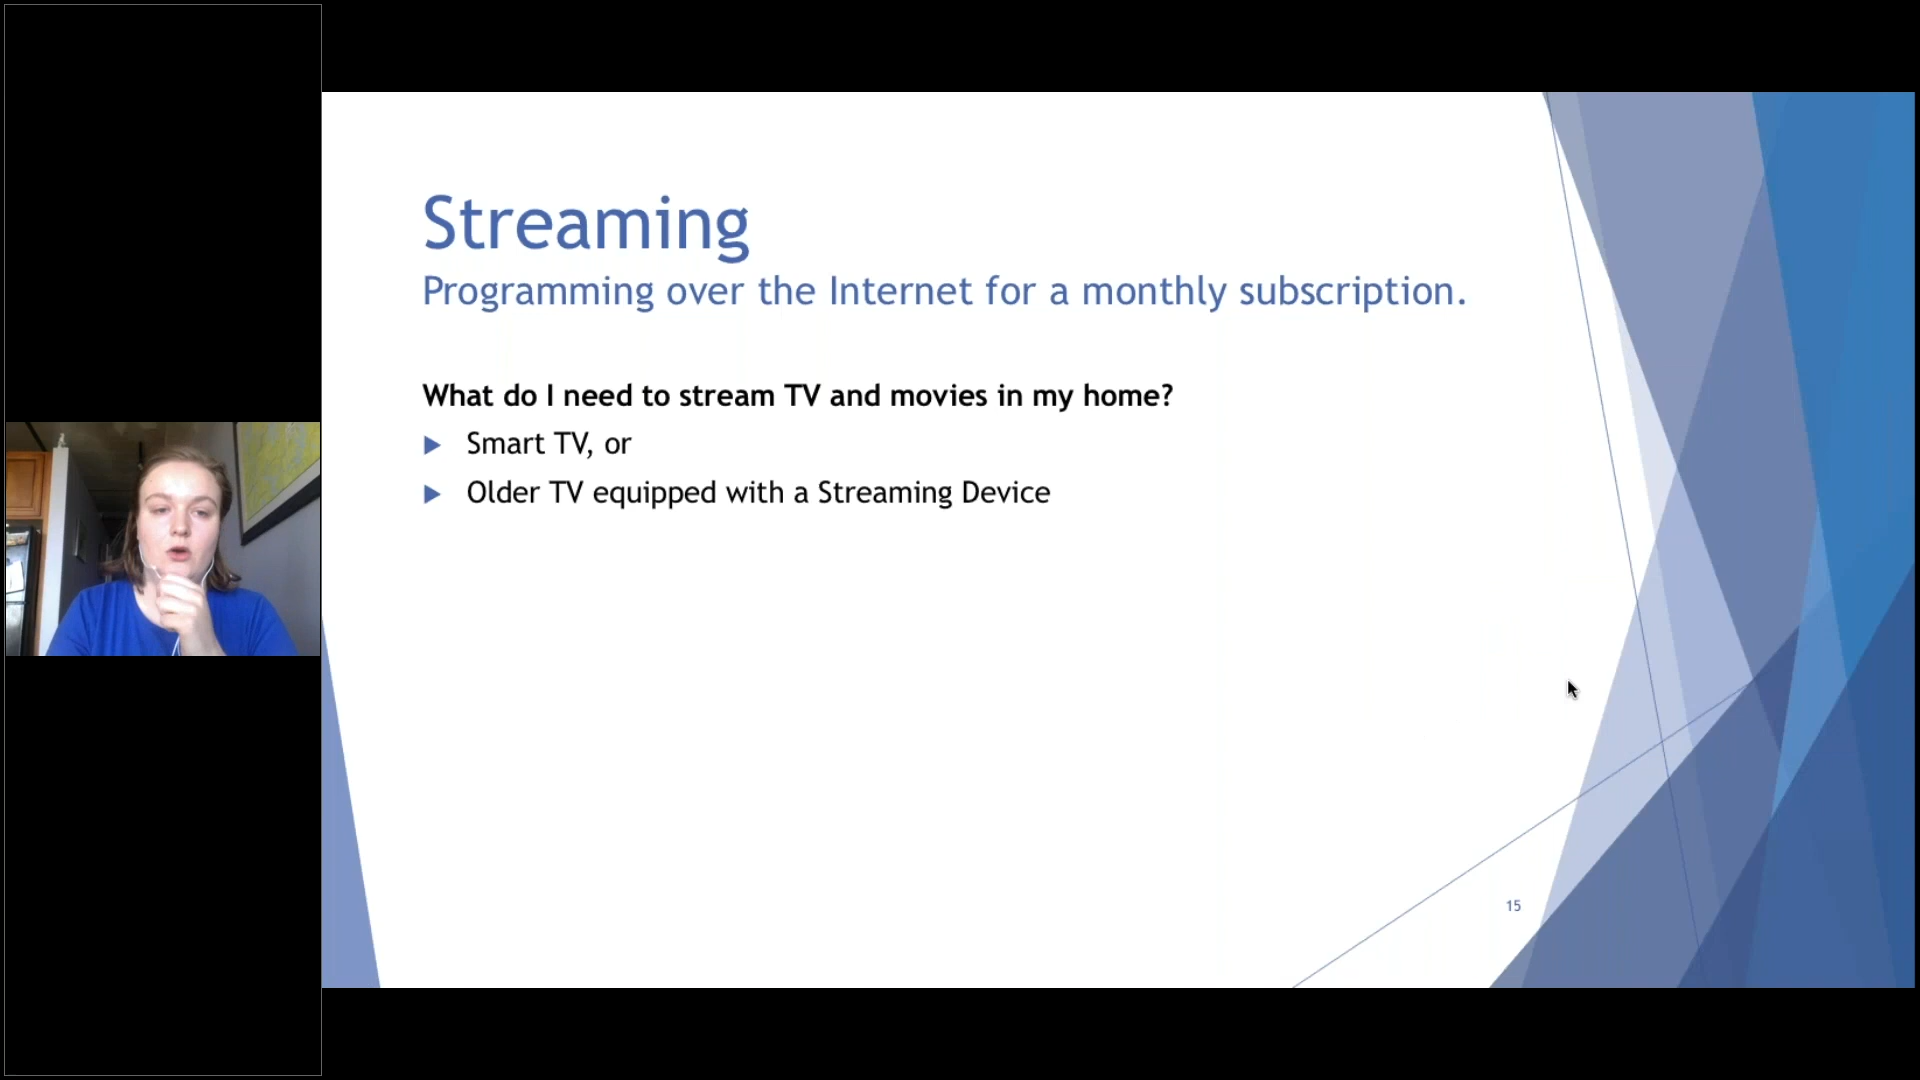 Streaming
Programming over the Internet for a monthly subscription.
What do I need to stream TV and movies in my home?
Smart TV, or
Older TV equipped with a Streaming Device
15